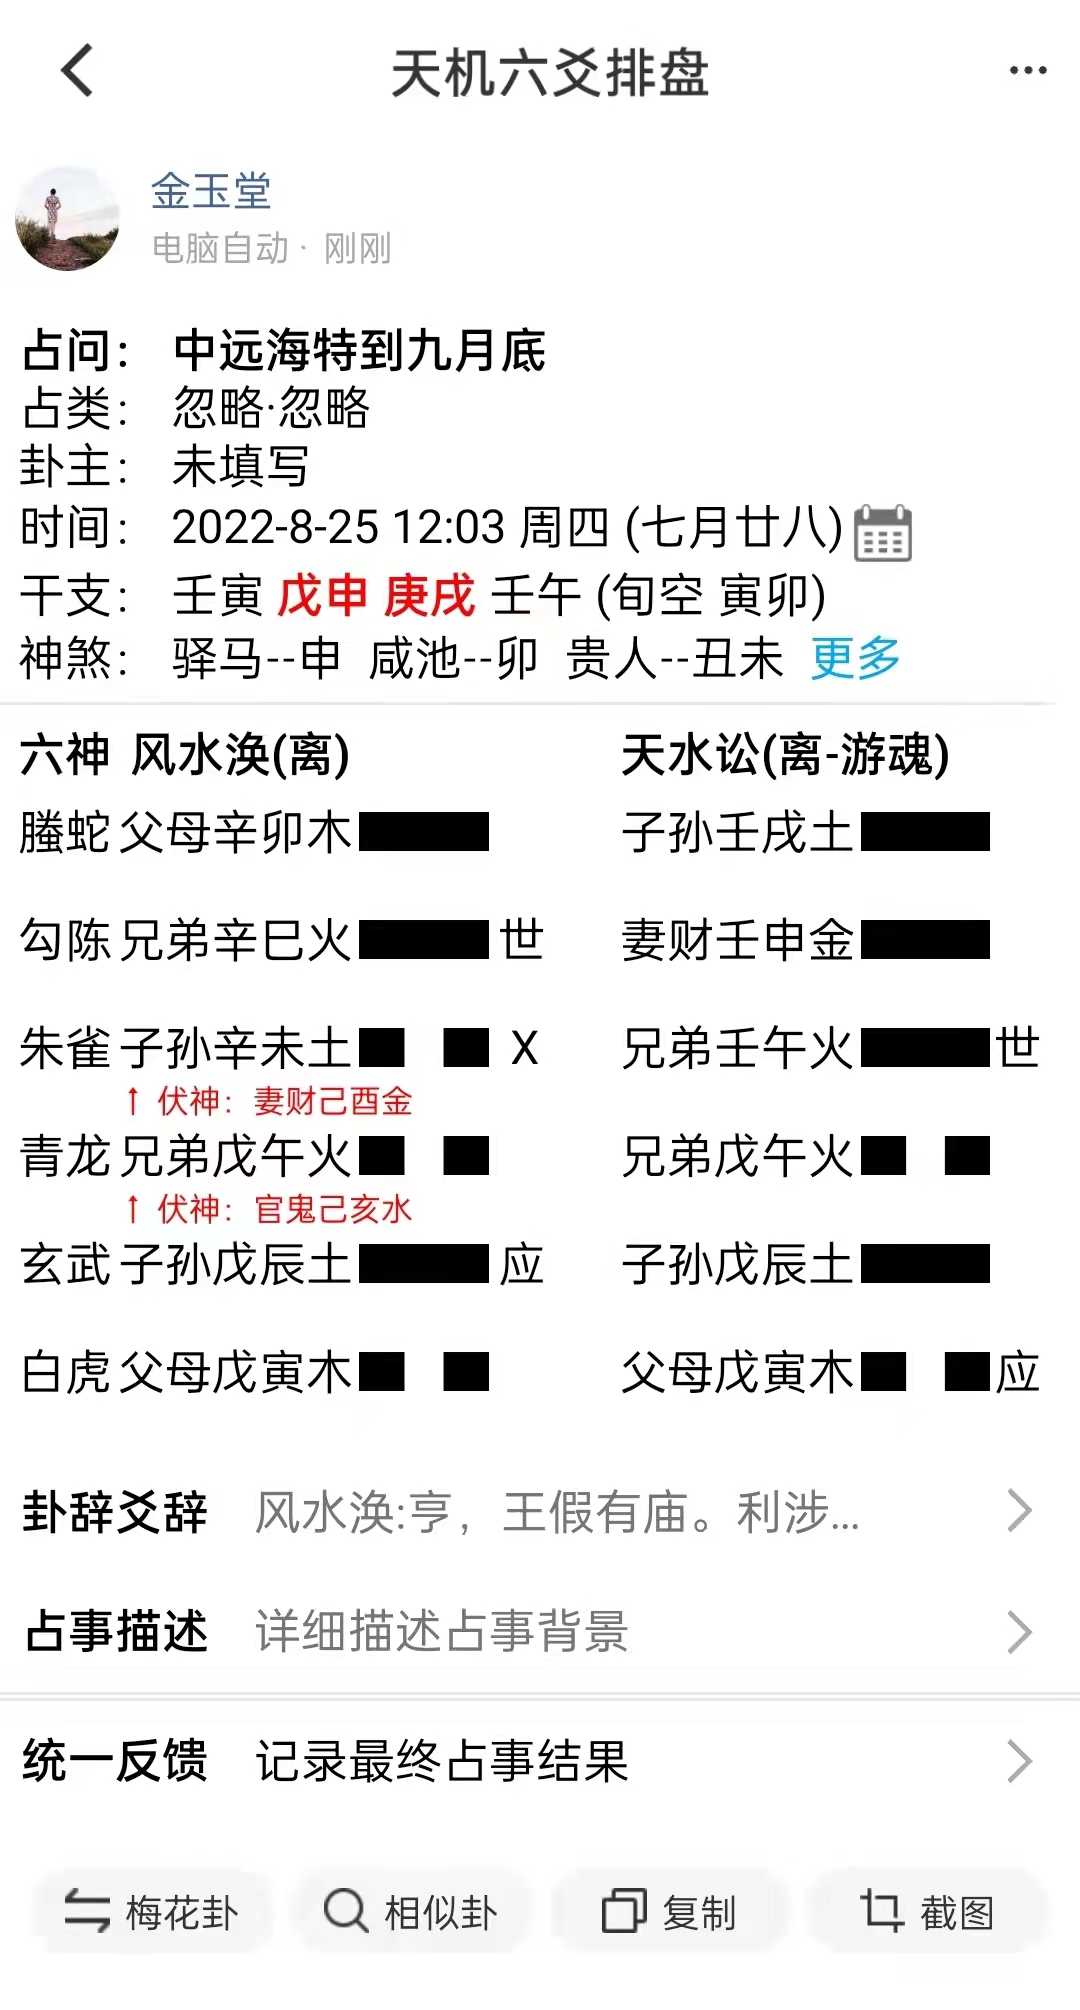 天机六爻排盘
金玉堂
电脑自动 · 刚刚
占问： 中远海特到九月底
占类： 忽略·忽略
卦主： 未填写
时间： 2022-8-25 12:03 周四 (七月廿八)
干支： 壬寅 戊申 庚戌 壬午 (旬空 寅卯)
神煞： 驿马--申 咸池--卯 贵人--丑未 更多
六神 风水涣(离) 天水讼(离-游魂)
螣蛇 父母辛卯木 子孙壬戌土
勾陈 兄弟辛巳火 世 妻财壬申金
朱雀 子孙辛未土 X 兄弟壬午火 世
↑ 伏神：妻财己酉金
青龙 兄弟戊午火 兄弟戊午火
↑ 伏神：官鬼己亥水
玄武 子孙戊辰土 应 子孙戊辰土
白虎 父母戊寅木 父母戊寅木 应
卦辞爻辞 风水涣:亨，王假有庙。利涉...
占事描述 详细描述占事背景
统一反馈 记录最终占事结果
梅花卦 相似卦 复制 截图